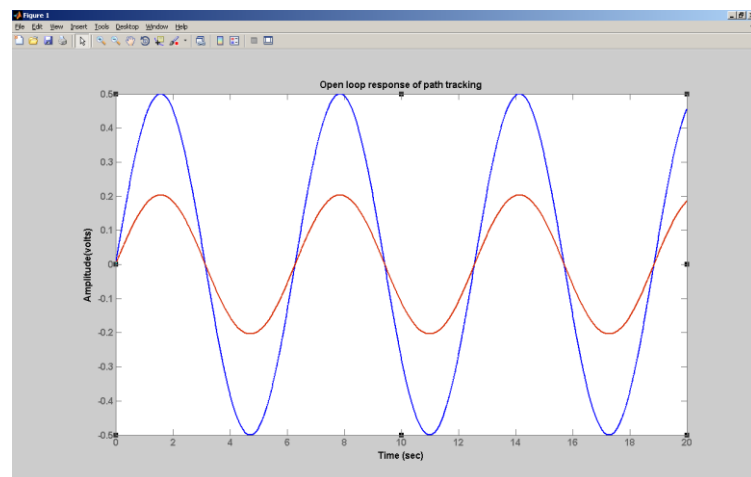 Figure 1
File Edit View Insert Tools Desktop Window Help
Open loop response of path tracking
0.5
0.4
0.3
0.2
0.1
0
-0.1
-0.2
-0.3
-0.4
-0.5
Amplitude(volts)
0 2 4 6 8 10 12 14 16 18 20
Time (sec)